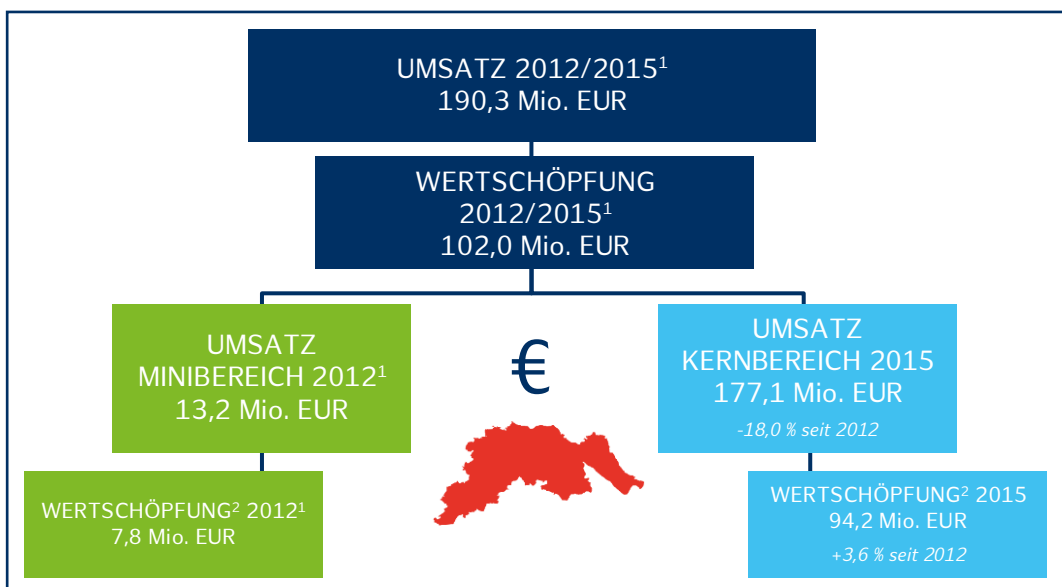 UMSATZ 2012/2015¹
190,3 Mio. EUR
WERTSCHÖPFUNG
2012/2015¹
102,0 Mio. EUR
UMSATZ
MINIBEREICH 2012¹
13,2 Mio. EUR
€
UMSATZ
KERNBEREICH 2015
177,1 Mio. EUR
-18,0 % seit 2012
WERTSCHÖPFUNG² 2012¹
7,8 Mio. EUR
WERTSCHÖPFUNG² 2015
94,2 Mio. EUR
+3,6 % seit 2012